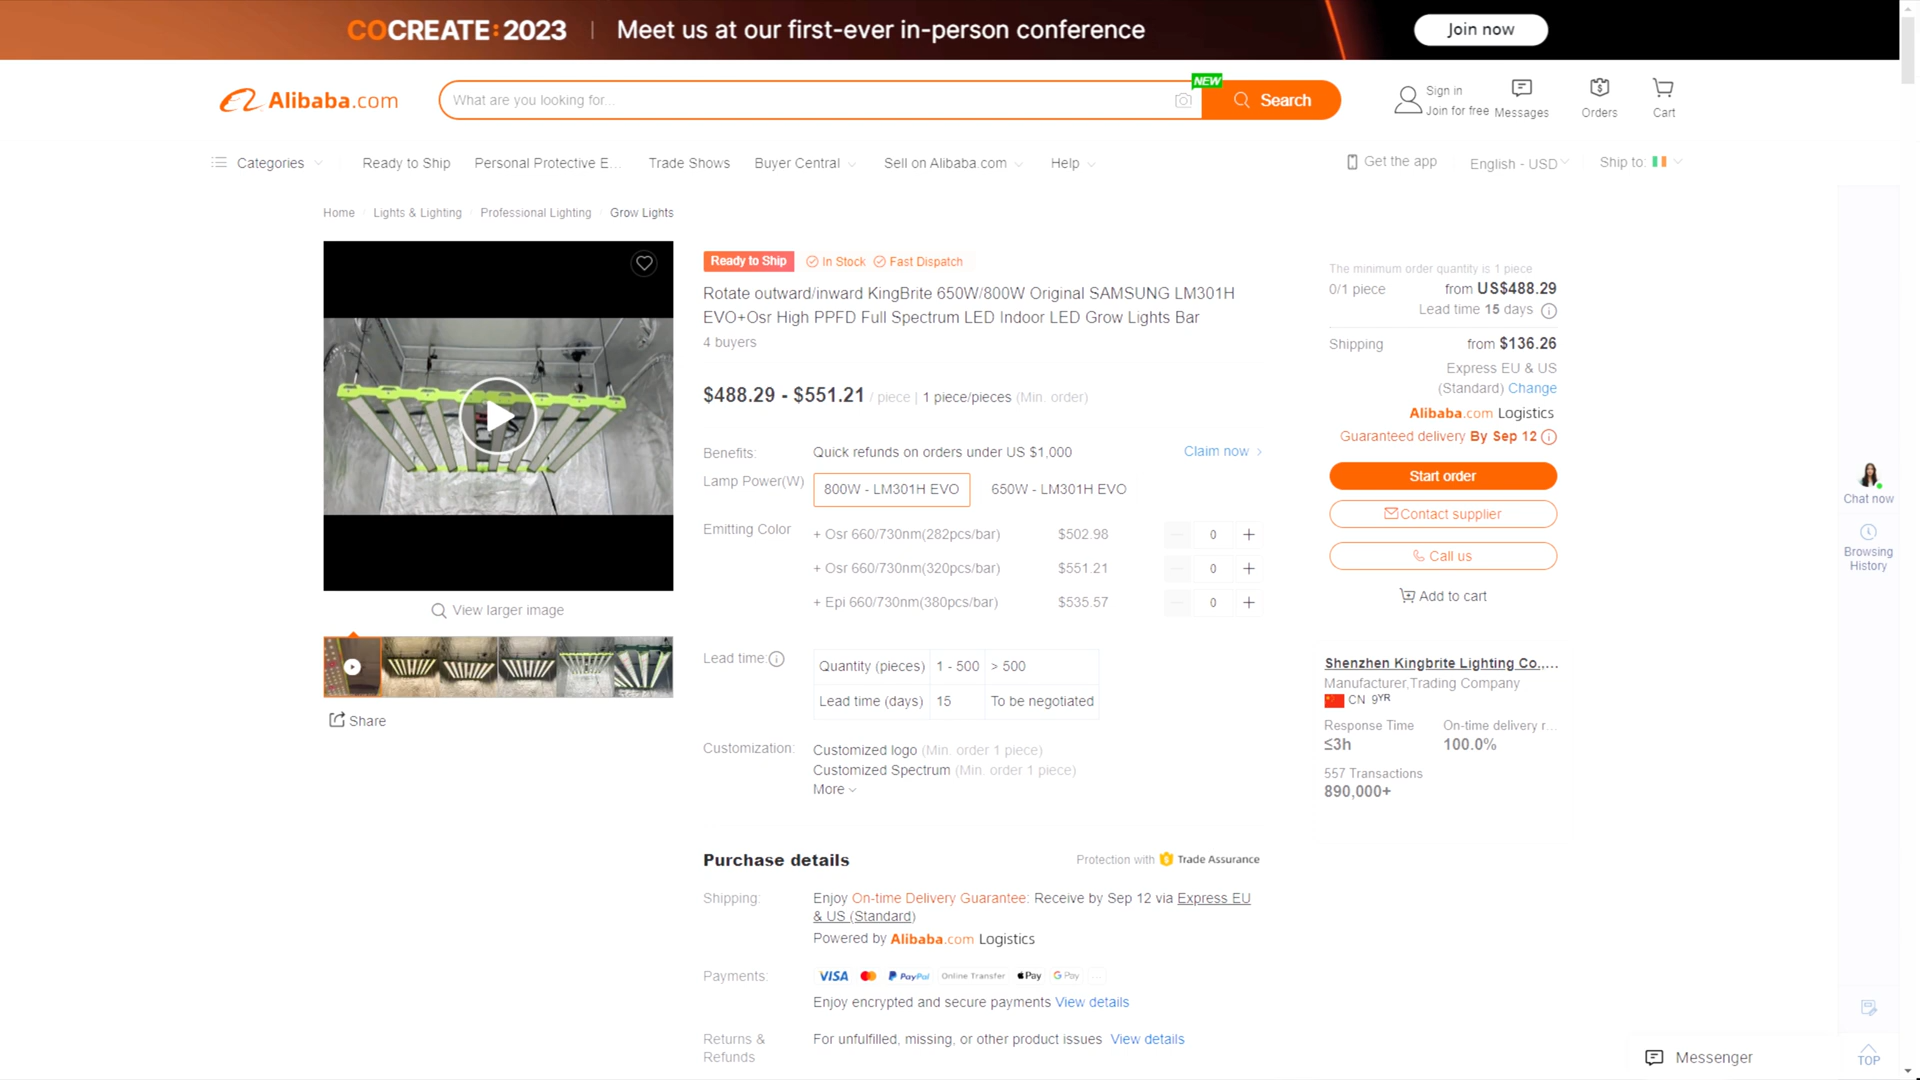 COCREATE: 2023 | Meet us at our first-ever in-person conference
Join now
Alibaba.com
What are you looking for...
NEW
Search
Sign in
Join for free
Messages
Orders
Cart
Categories
Ready to Ship
Personal Protective E...
Trade Shows
Buyer Central
Sell on Alibaba.com
Help
Get the app
English - USD
Ship to:
Home
Lights & Lighting
Professional Lighting
Grow Lights
Ready to Ship
In Stock
Fast Dispatch
Rotate outward/inward KingBrite 650W/800W Original SAMSUNG LM301H
EVO+Osr High PPFD Full Spectrum LED Indoor LED Grow Lights Bar
4 buyers
$488.29 - $551.21 / piece | 1 piece/pieces (Min. order)
Benefits: Quick refunds on orders under US $1,000 Claim now
Lamp Power(W) 800W - LM301H EVO 650W - LM301H EVO
Emitting Color + Osr 660/730nm(282pcs/bar) $502.98 0 +
+ Osr 660/730nm(320pcs/bar) $551.21 0 +
+ Epi 660/730nm(380pcs/bar) $535.57 0 +
Lead time: Quantity (pieces) 1 - 500 > 500
Lead time (days) 15 To be negotiated
Customization: Customized logo (Min. order 1 piece)
Customized Spectrum (Min. order 1 piece)
More
View larger image
Share
Purchase details
Protection with Trade Assurance
Shipping: Enjoy On-time Delivery Guarantee: Receive by Sep 12 via Express EU
& US (Standard)
Powered by Alibaba.com Logistics
Payments: VISA PayPal Online Transfer Pay G Pay ...
Enjoy encrypted and secure payments View details
Returns & Refunds
For unfulfilled, missing, or other product issues View details
The minimum order quantity is 1 piece
0/1 piece from US$488.29
Lead time 15 days
Shipping from $136.26
Express EU & US
(Standard) Change
Alibaba.com Logistics
Guaranteed delivery By Sep 12
Start order
Contact supplier
Call us
Add to cart
Shenzhen Kingbrite Lighting Co.,...
Manufacturer,Trading Company
CN 9YR
Response Time On-time delivery r...
≤3h 100.0%
557 Transactions
890,000+
Chat now
Browsing
History
Messenger
TOP